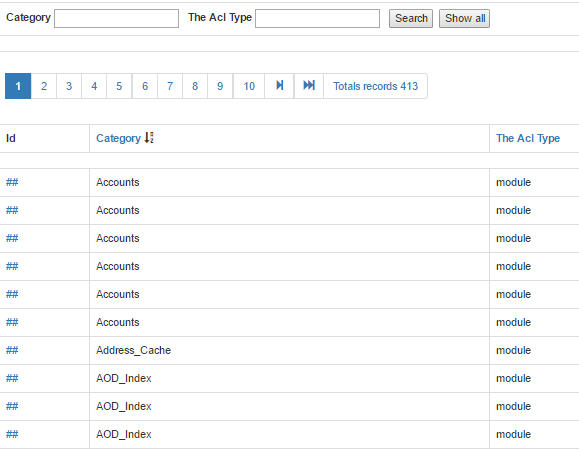 Category The Acl Type Search Show all
1 2 3 4 5 6 7 8 9 10 Totals records 413
Id Category The Acl Type
## Accounts module
## Accounts module
## Accounts module
## Accounts module
## Accounts module
## Accounts module
## Address_Cache module
## AOD_Index module
## AOD_Index module
## AOD_Index module